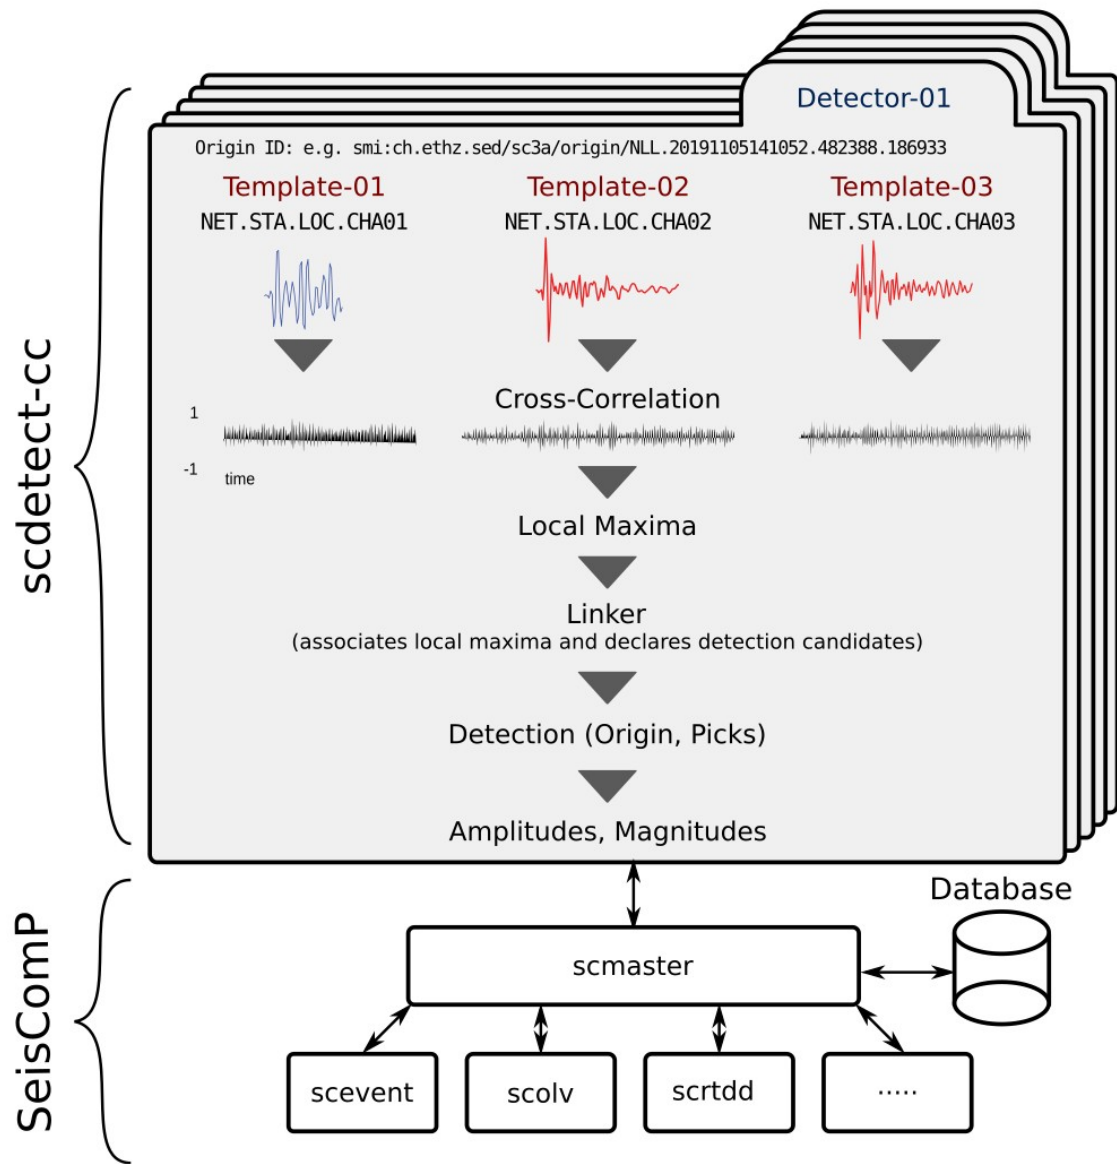 Detector-01
Origin ID: e.g. smi:ch.ethz.sed/sc3a/origin/NLL.20191105141052.482388.186933
Template-01 Template-02 Template-03
NET.STA.LOC.CHA01 NET.STA.LOC.CHA02 NET.STA.LOC.CHA03
Cross-Correlation
1
-1
time
Local Maxima
Linker
(associates local maxima and declares detection candidates)
Detection (Origin, Picks)
Amplitudes, Magnitudes
scdetect-cc
Database
scmaster
scevent scolv scrtdd .....
SeisComP